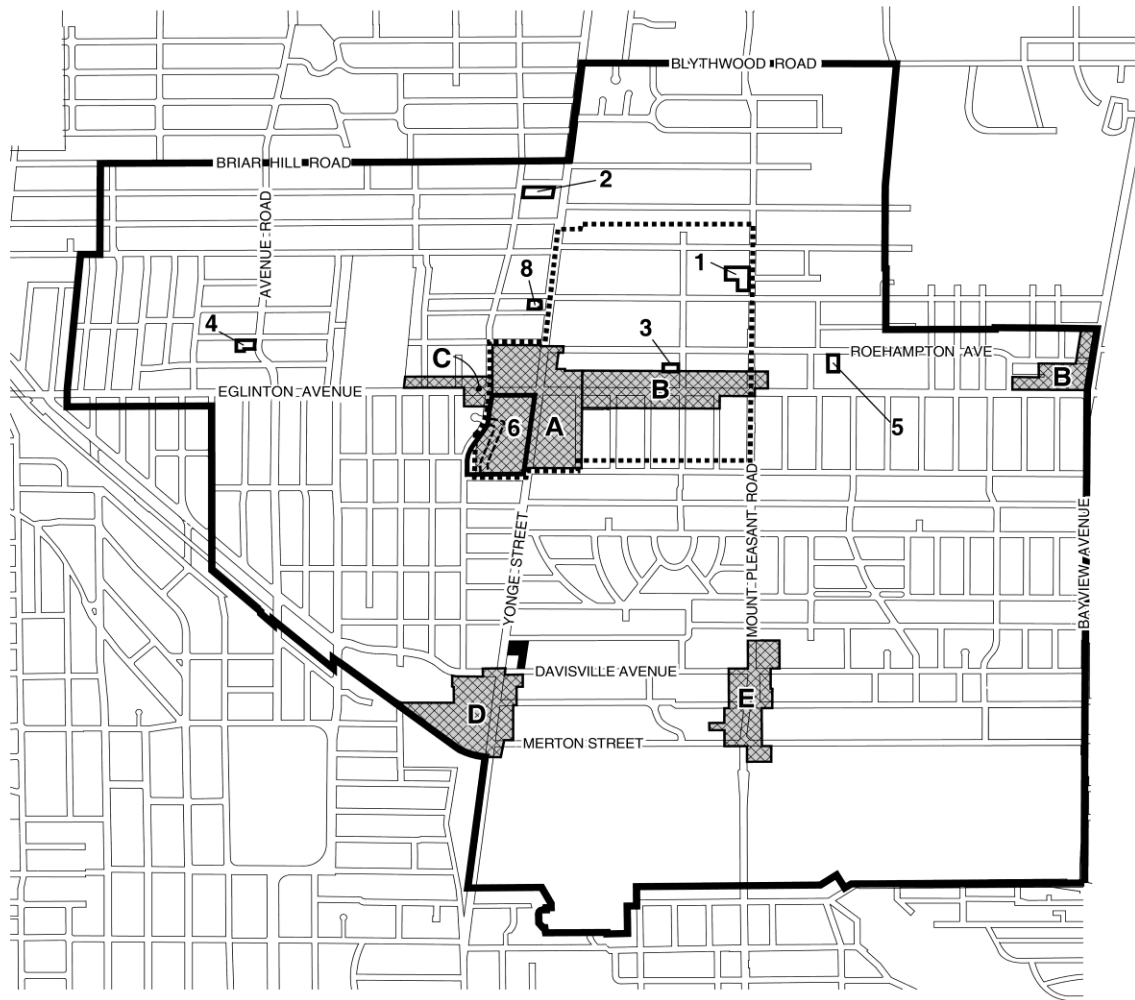 BLYTHWOOD ROAD
BRIAR HILL ROAD
2
AVENUE ROAD
1
8
4
3
C
ROEHAMPTON AVE
EGLINTON AVENUE
B
B
6
A
5
YONGE STREET
MOUNT PLEASANT ROAD
BAYVIEW AVENUE
DAVISVILLE AVENUE
D
E
MERTON STREET